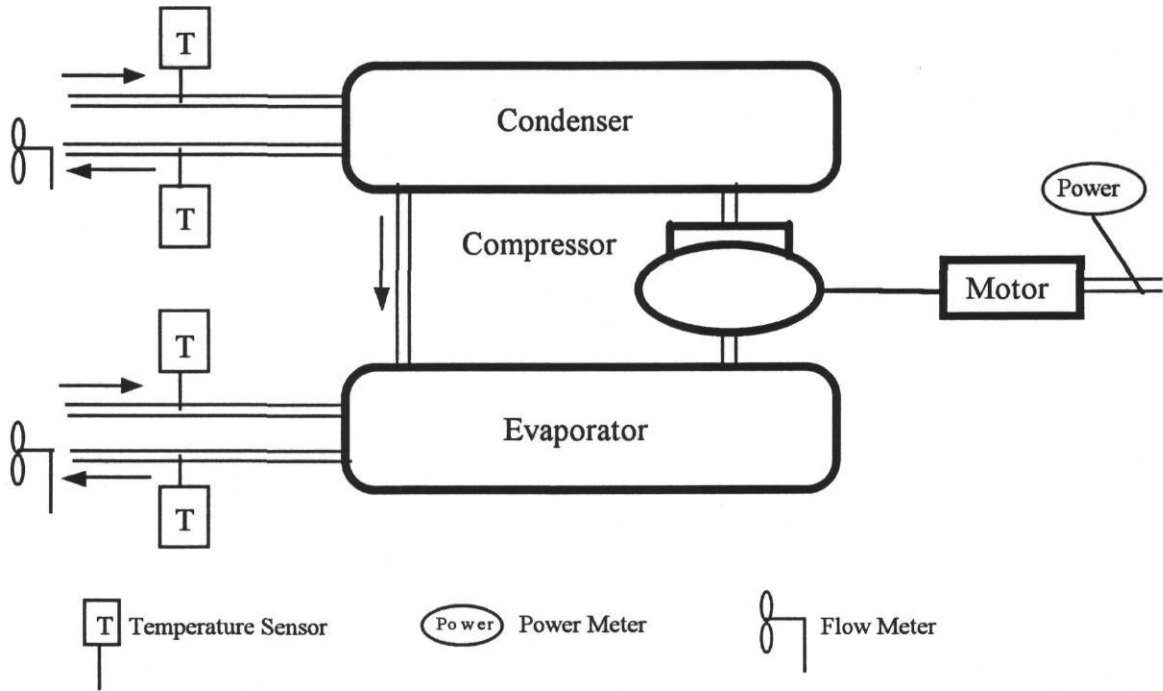 T
Condenser
T
Power
Compressor
Motor
T
Evaporator
T
T Temperature Sensor
Power Power Meter
Flow Meter